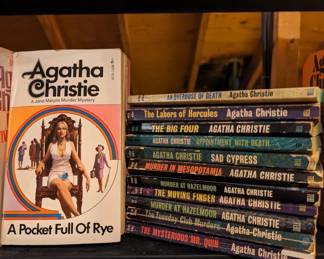 Agatha
Christie
A Jane Marple Murder Mystery
A Pocket Full Of Rye
AN OVERDOSE OF DEATH Agatha Christie
The Labors of Hercules Agatha Christie
THE BIG FOUR AGATHA CHRISTIE
AGATHA CHRISTIE APPOINTMENT WITH DEATH
AGATHA CHRISTIE SAD CYPRESS
MURDER IN MESOPOTAMIA AGATHA CHRISTIE
MURDER AT HAZELMOOR AGATHA CHRISTIE
THE MOVING FINGER AGATHA CHRISTIE
MURDER AT HAZELMOOR AGATHA CHRISTIE
The Tuesday Club Murders Agatha Christie
THE MYSTERIOUS MR. QUIN Agatha Christie